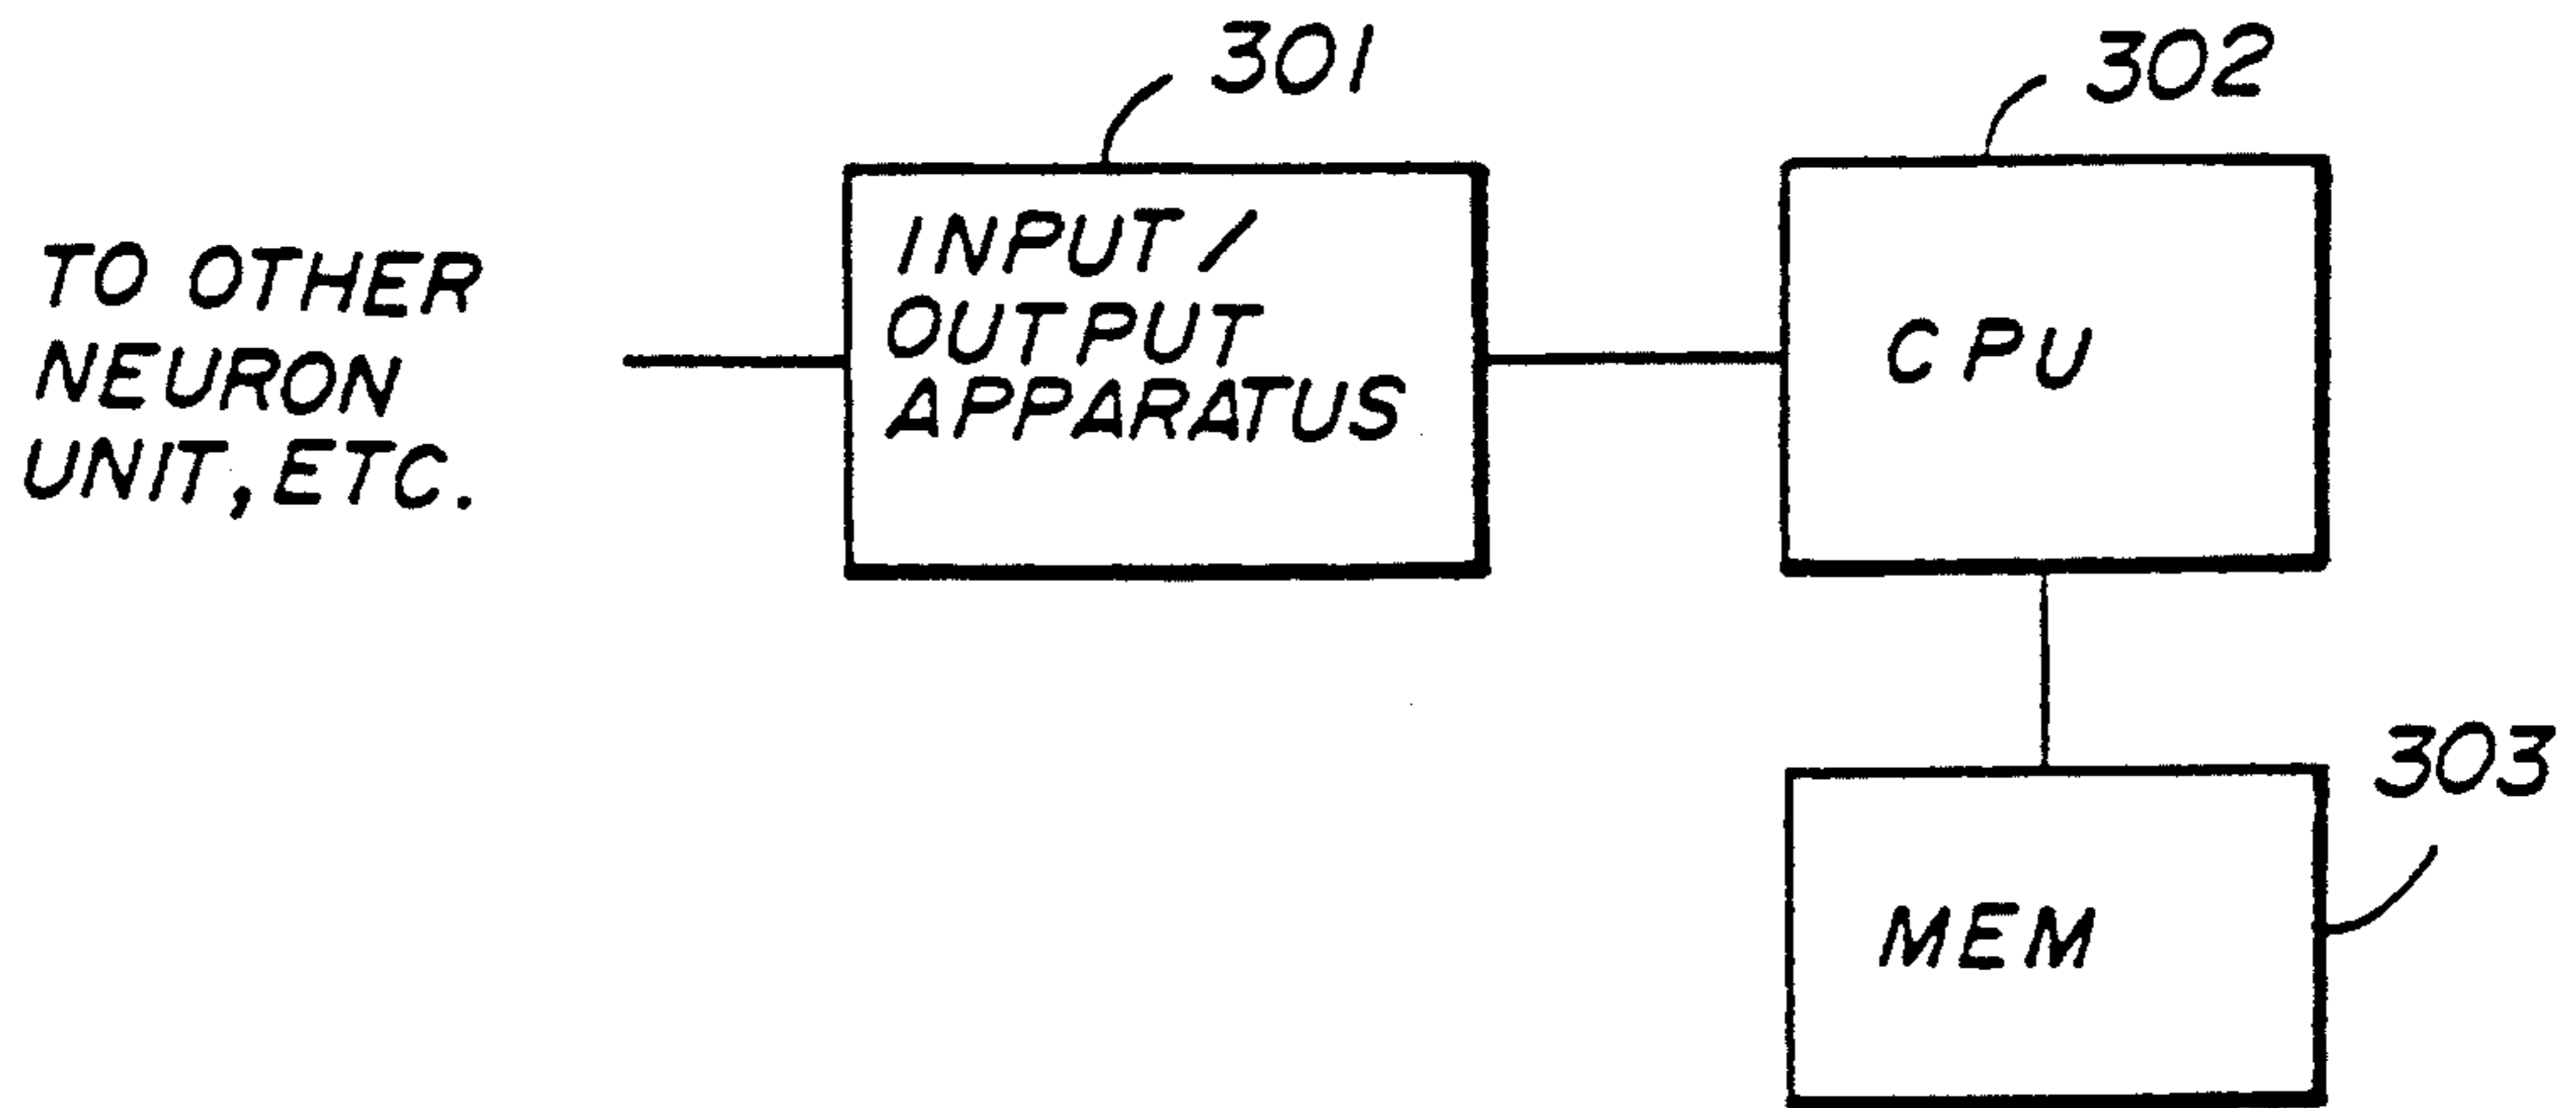 301
302
TO OTHER
NEURON
UNIT, ETC.
INPUT /
OUTPUT
APPARATUS
CPU
303
MEM